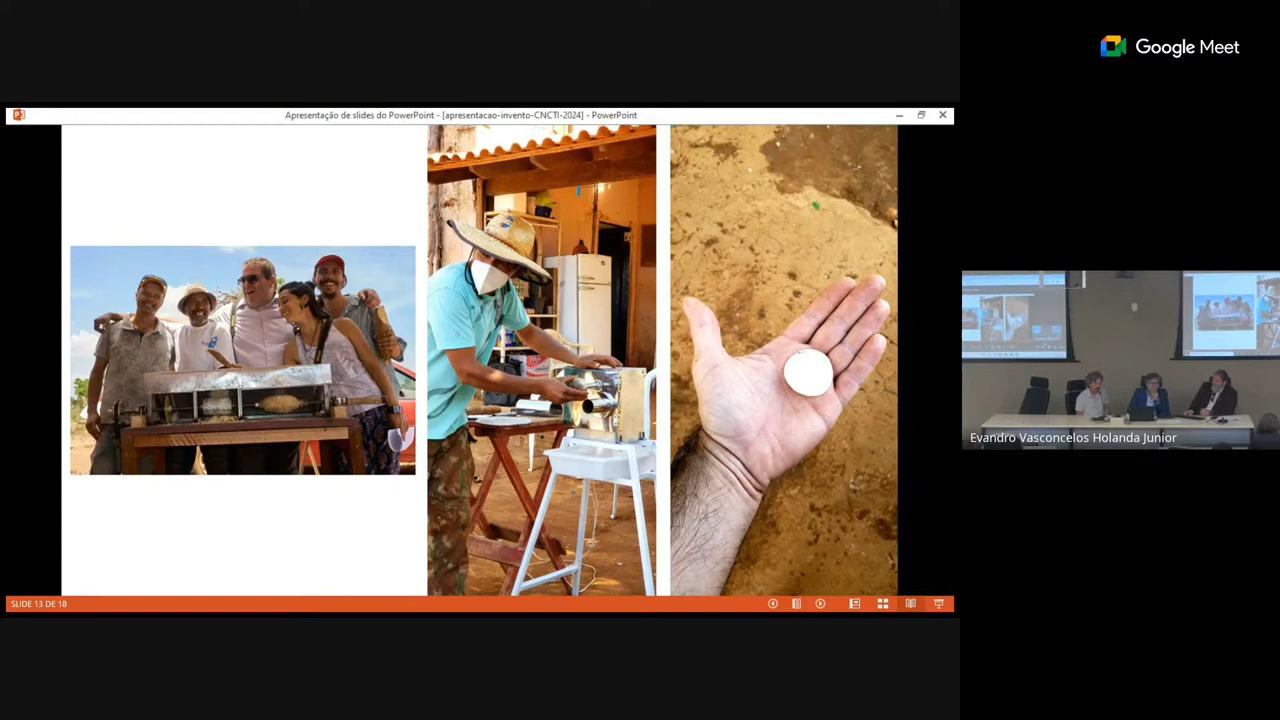 Google Meet
Apresentação de slides do PowerPoint - [apresentacao-invento-CNCTI-2024] - PowerPoint
Evandro Vasconcelos Holanda Junior
SLIDE 13 DE 18